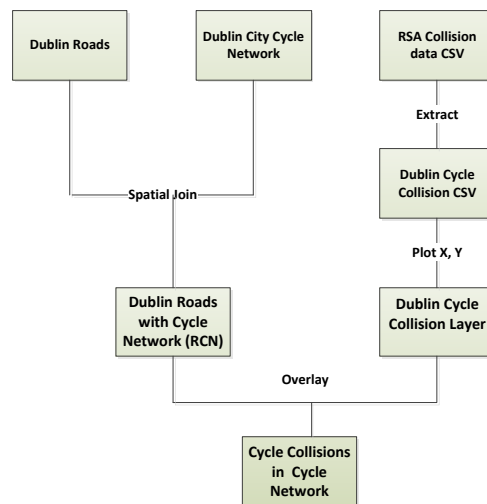 Dublin Roads
Dublin City Cycle
Network
RSA Collision
data CSV
Extract
Dublin Cycle
Collision CSV
Spatial Join
Plot X, Y
Dublin Roads
with Cycle
Network (RCN)
Dublin Cycle
Collision Layer
Overlay
Cycle Collisions
in Cycle
Network